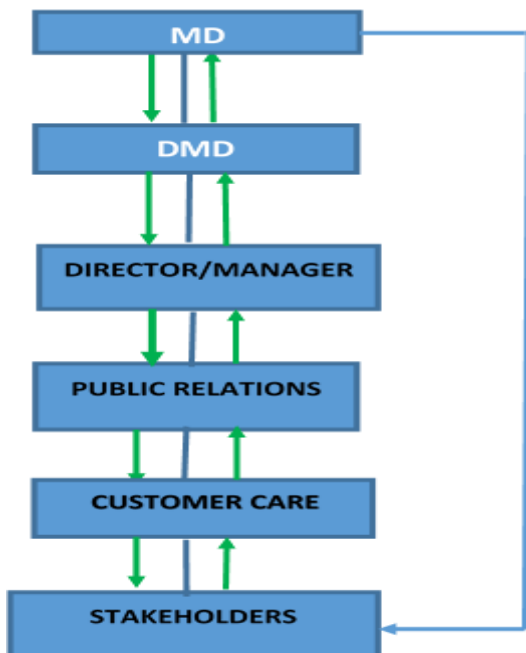 MD
DMD
DIRECTOR/MANAGER
PUBLIC RELATIONS
CUSTOMER CARE
STAKEHOLDERS